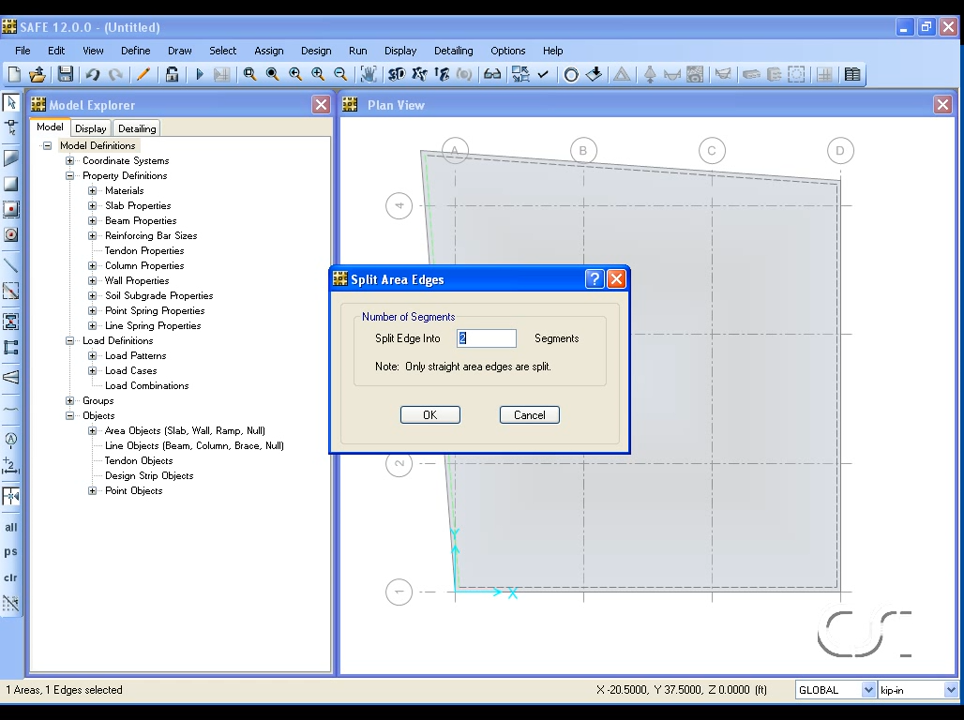 SAFE 12.0.0 - (Untitled)
File Edit View Define Draw Select Assign Design Run Display Detailing Options Help
Model Explorer
Plan View
Model Display Detailing
Model Definitions
Coordinate Systems
Property Definitions
Materials
Slab Properties
Beam Properties
Reinforcing Bar Sizes
Tendon Properties
Column Properties
Wall Properties
Soil Subgrade Properties
Point Spring Properties
Line Spring Properties
Load Definitions
Load Patterns
Load Cases
Load Combinations
Groups
Objects
Area Objects (Slab, Wall, Ramp, Null)
Line Objects (Beam, Column, Brace, Null)
Tendon Objects
Design Strip Objects
Point Objects
all
ps
clr
A B C D
4
2
1
Y
X
Split Area Edges
Number of Segments
Split Edge Into 2 Segments
Note: Only straight area edges are split.
OK Cancel
CSI
1 Areas, 1 Edges selected
X -20.5000, Y 37.5000, Z 0.0000 (ft)
GLOBAL
kip-in